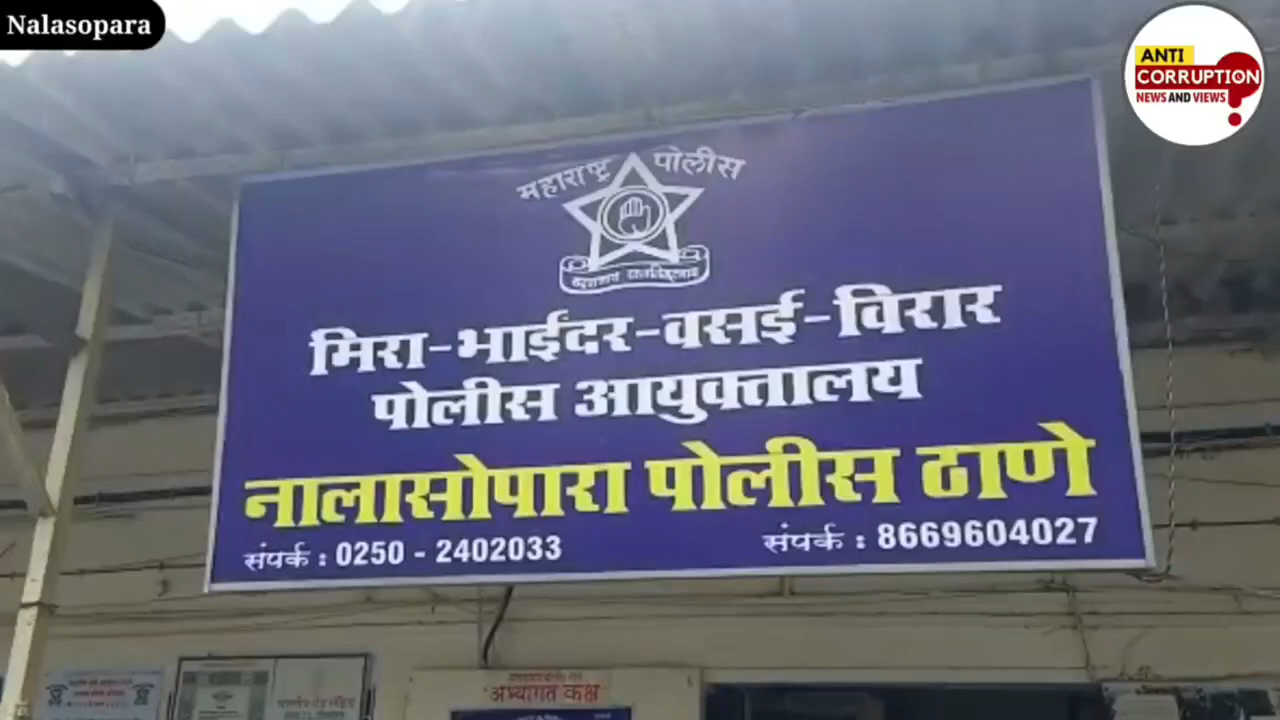 Nalasopara
ANTI
CORRUPTION
NEWS AND VIEWS
महाराष्ट्र पोलीस
मिरा-भाईंदर-वसई-विरार
पोलीस आयुक्तालय
नालासोपारा पोलीस ठाणे
संपर्क : 0250 - 2402033
संपर्क : 8669604027
अभ्यागत कक्ष